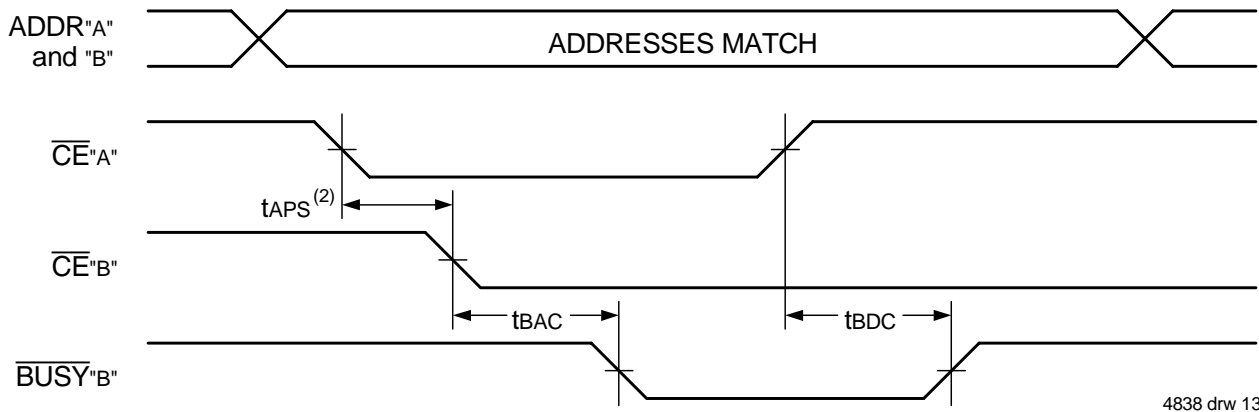 ADDR"A"
and "B"
ADDRESSES MATCH
CE"A"
tAPS(2)
CE"B"
tBAC
tBDC
BUSY"B"
4838 drw 13